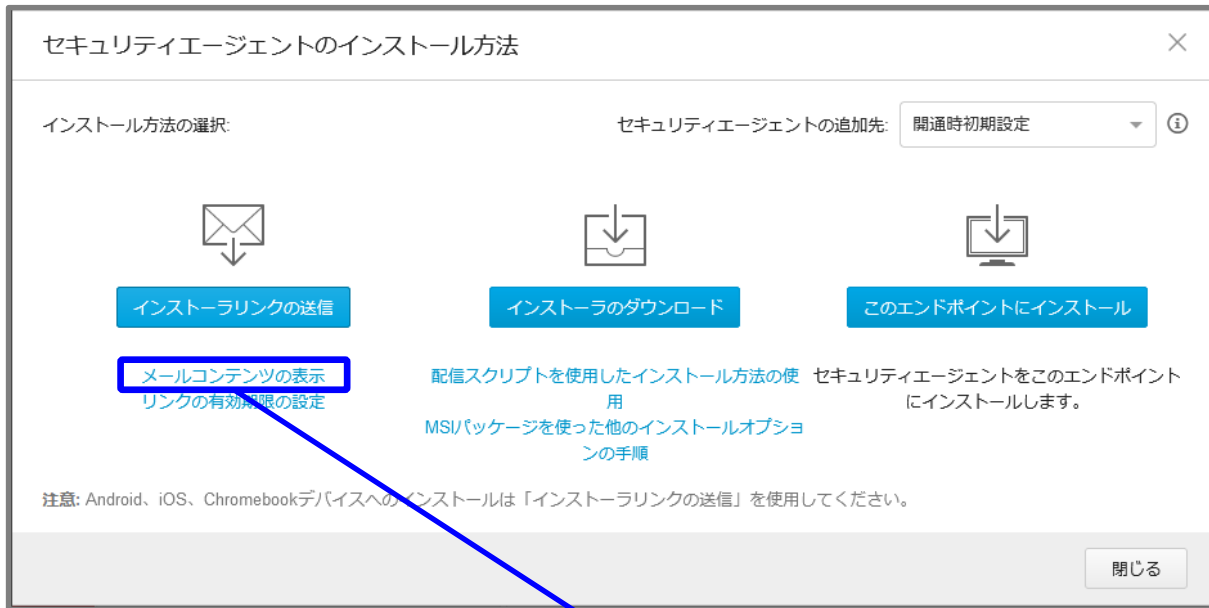 セキュリティエージェントのインストール方法
インストール方法の選択:
セキュリティエージェントの追加先: 開通時初期設定
インストーラリンクの送信
メールコンテンツの表示
リンクの有効期限の設定
インストーラのダウンロード
配信スクリプトを使用したインストール方法の使
用
MSIパッケージを使った他のインストールオプショ
ンの手順
このエンドポイントにインストール
セキュリティエージェントをこのエンドポイント
にインストールします。
注意: Android、iOS、Chromebookデバイスへのインストールは「インストーラリンクの送信」を使用してください。
閉じる